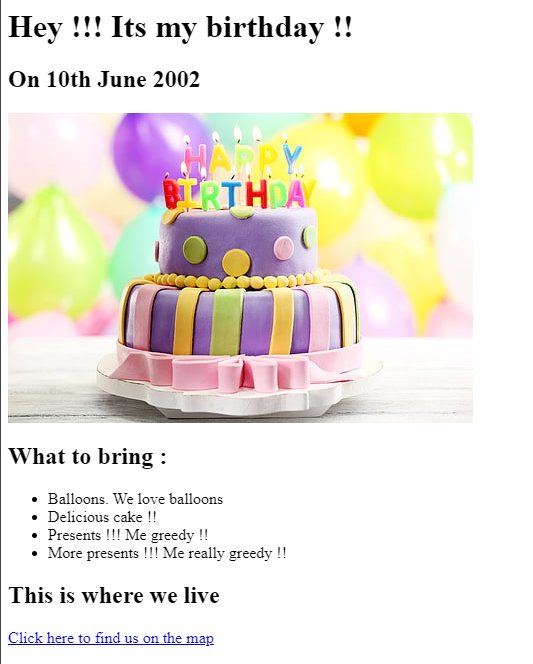 Hey !!! Its my birthday !!
On 10th June 2002
HAPPY
BIRTHDAY
What to bring :
Balloons. We love balloons
Delicious cake !!
Presents !!! Me greedy !!
More presents !!! Me really greedy !!
This is where we live
Click here to find us on the map